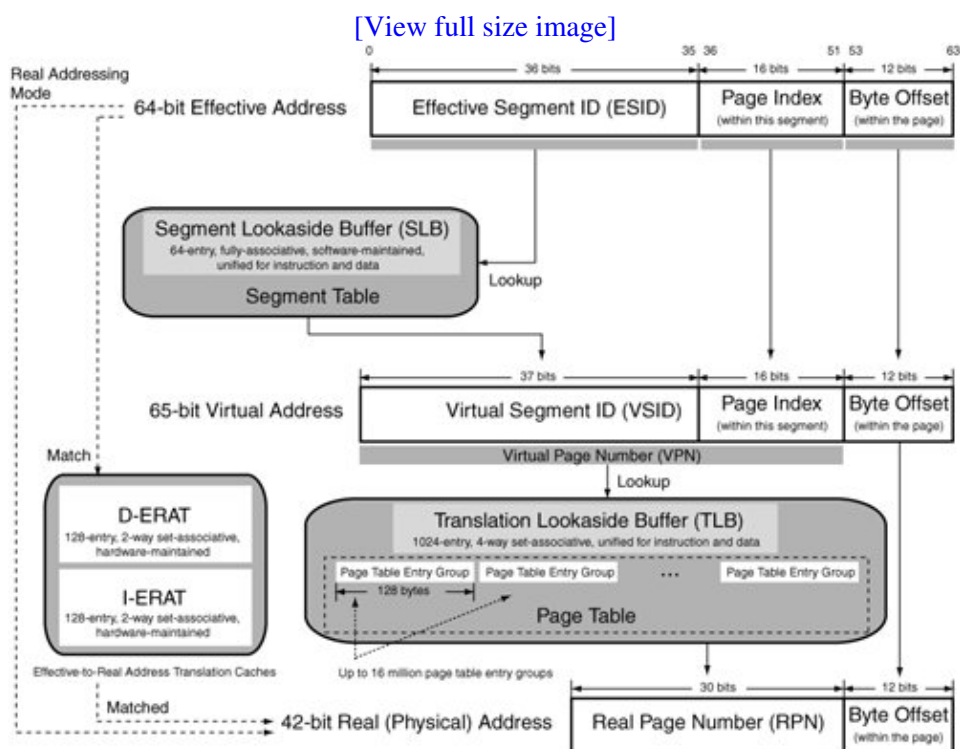 [View full size image]
0 35 36 51 53 63
Real Addressing
Mode
36 bits 16 bits 12 bits
64-bit Effective Address
Effective Segment ID (ESID)
Page Index
(within this segment)
Byte Offset
(within the page)
Segment Lookaside Buffer (SLB)
64-entry, fully-associative, software-maintained,
unified for instruction and data
Segment Table
Lookup
37 bits 16 bits 12 bits
65-bit Virtual Address
Virtual Segment ID (VSID)
Page Index
(within this segment)
Byte Offset
(within the page)
Virtual Page Number (VPN)
Match
Lookup
D-ERAT
128-entry, 2-way set-associative,
hardware-maintained
I-ERAT
128-entry, 2-way set-associative,
hardware-maintained
Effective-to-Real Address Translation Caches
Translation Lookaside Buffer (TLB)
1024-entry, 4-way set-associative, unified for instruction and data
Page Table Entry Group Page Table Entry Group ... Page Table Entry Group
128 bytes
Page Table
Up to 16 million page table entry groups
Matched
30 bits 12 bits
42-bit Real (Physical) Address
Real Page Number (RPN)
Byte Offset
(within the page)